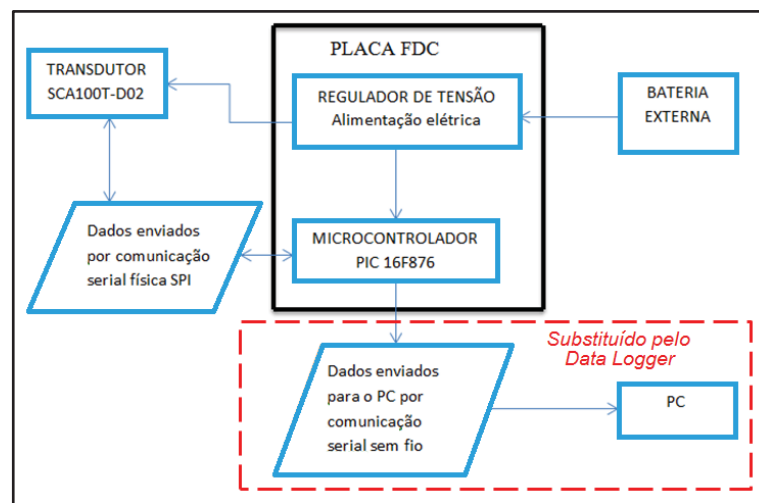 PLACA FDC
TRANSDUTOR
SCA100T-D02
REGULADOR DE TENSÃO
Alimentação elétrica
BATERIA
EXTERNA
Dados enviados
por comunicação
serial física SPI
MICROCONTROLADOR
PIC 16F876
Substituído pelo
Data Logger
Dados enviados
para o PC por
comunicação
serial sem fio
PC